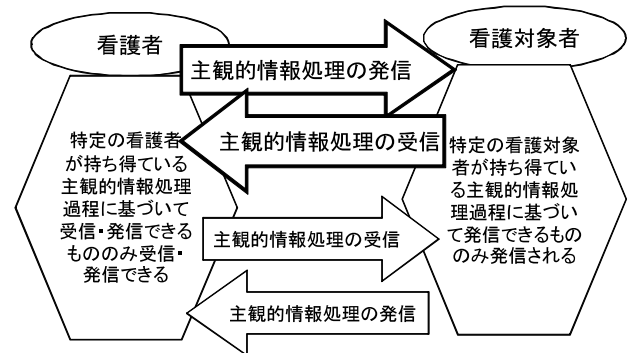 看護者
看護対象者
主観的情報処理の発信
主観的情報処理の受信
特定の看護者
が持ち得ている
主観的情報処理
過程に基づいて
受信・発信できる
もののみ受信・
発信できる
特定の看護対象
者が持ち得てい
る主観的情報処
理過程に基づい
て発信できるもの
のみ発信される
主観的情報処理の受信
主観的情報処理の発信